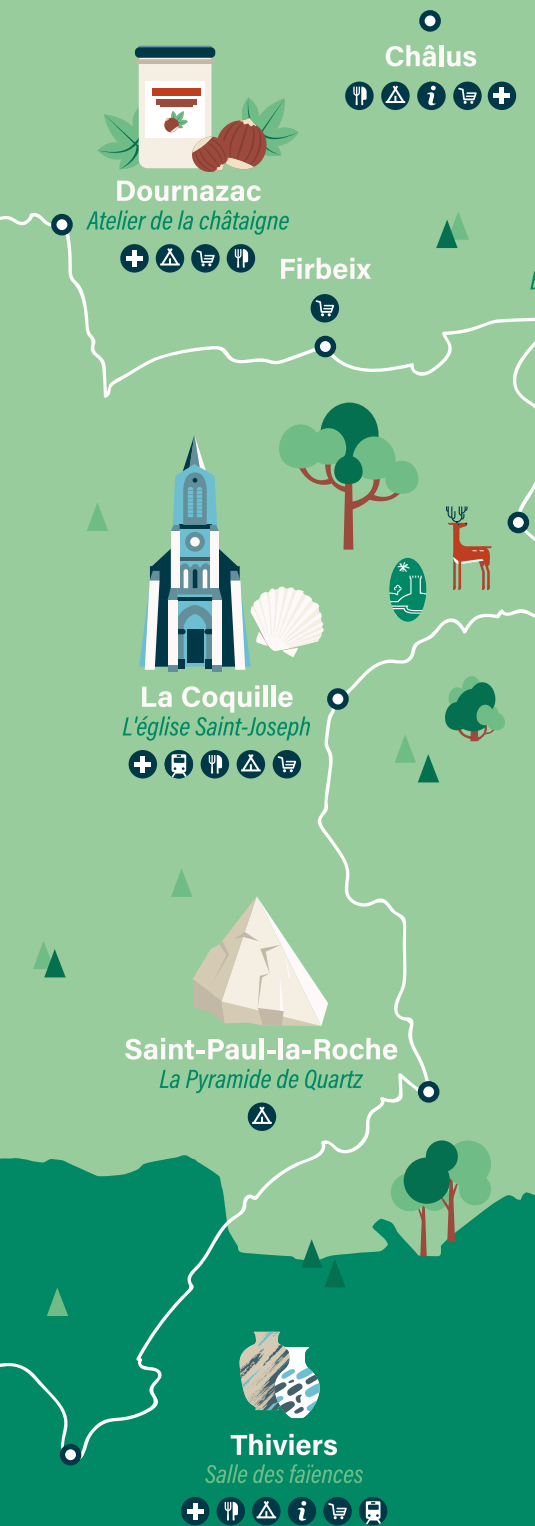 Châlus
Dournazac
Atelier de la châtaigne
Firbeix
La Coquille
L'église Saint-Joseph
Saint-Paul-la-Roche
La Pyramide de Quartz
Thiviers
Salle des faïences